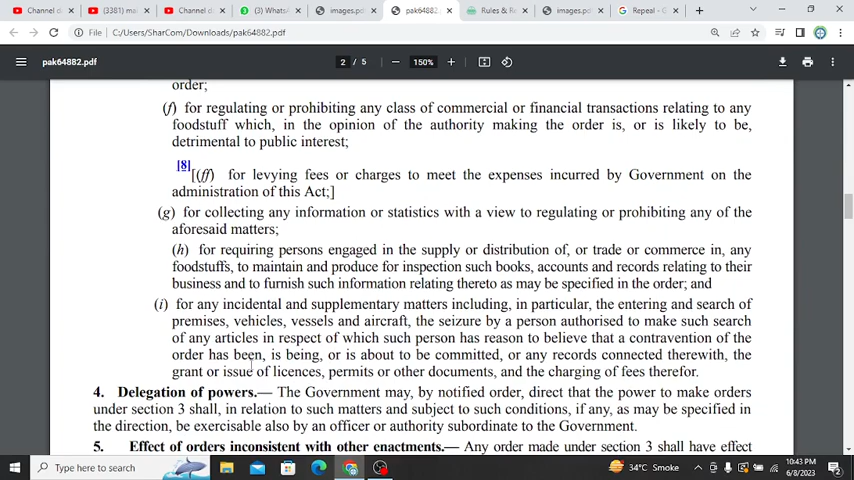 Channel d
(3381) ma
Channel d
(3) Whats
images.pn
pak64882.
Rules & Re
images.pn
Repeal - G
File C:/Users/SharCom/Downloads/pak64882.pdf
pak64882.pdf 2 / 5 150%
order;
(f) for regulating or prohibiting any class of commercial or financial transactions relating to any
foodstuff which, in the opinion of the authority making the order is, or is likely to be,
detrimental to public interest;
[8][(ff) for levying fees or charges to meet the expenses incurred by Government on the
administration of this Act;]
(g) for collecting any information or statistics with a view to regulating or prohibiting any of the
aforesaid matters;
(h) for requiring persons engaged in the supply or distribution of, or trade or commerce in, any
foodstuffs, to maintain and produce for inspection such books, accounts and records relating to their
business and to furnish such information relating thereto as may be specified in the order; and
(i) for any incidental and supplementary matters including, in particular, the entering and search of
premises, vehicles, vessels and aircraft, the seizure by a person authorised to make such search
of any articles in respect of which such person has reason to believe that a contravention of the
order has been, is being, or is about to be committed, or any records connected therewith, the
grant or issue of licences, permits or other documents, and the charging of fees therefor.
4. Delegation of powers.— The Government may, by notified order, direct that the power to make orders
under section 3 shall, in relation to such matters and subject to such conditions, if any, as may be specified in
the direction, be exercisable also by an officer or authority subordinate to the Government.
5. Effect of orders inconsistent with other enactments.— Any order made under section 3 shall have effect
Type here to search
34°C Smoke
10:43 PM
6/8/2023
2